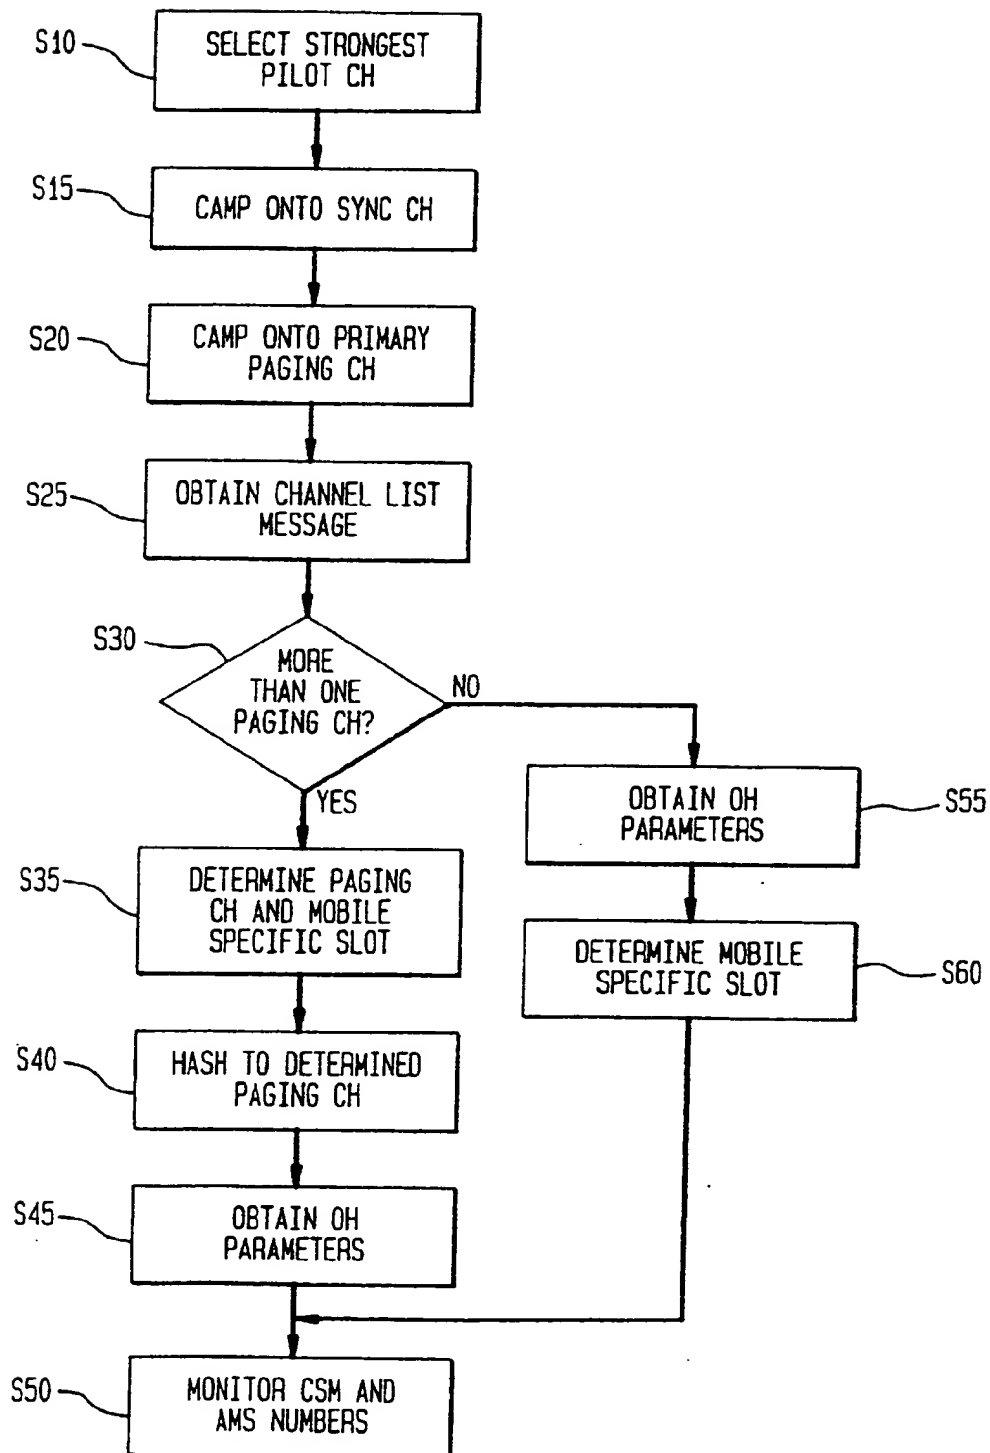 S10
SELECT STRONGEST
PILOT CH
S15
CAMP ONTO SYNC CH
S20
CAMP ONTO PRIMARY
PAGING CH
S25
OBTAIN CHANNEL LIST
MESSAGE
S30
MORE
THAN ONE
PAGING CH?
NO
YES
OBTAIN OH
PARAMETERS
S55
S35
DETERMINE PAGING
CH AND MOBILE
SPECIFIC SLOT
DETERMINE MOBILE
SPECIFIC SLOT
S60
S40
HASH TO DETERMINED
PAGING CH
S45
OBTAIN OH
PARAMETERS
S50
MONITOR CSM AND
AMS NUMBERS